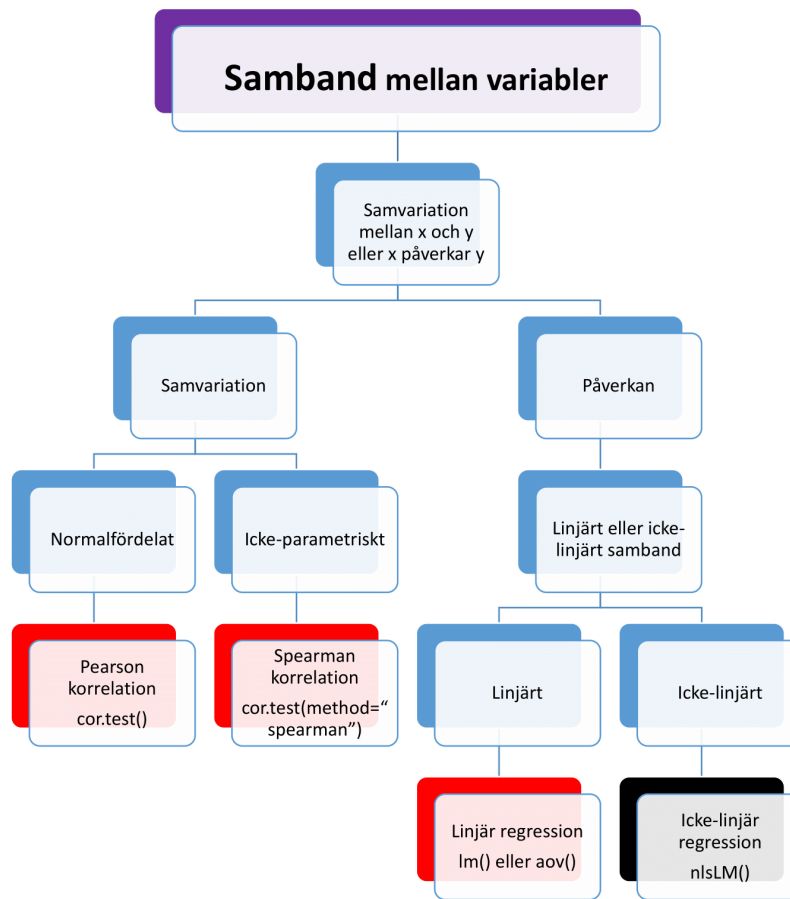 Samband mellan variabler
Samvariation
mellan x och y
eller x påverkar y
Samvariation
Påverkan
Normalfördelat
Icke-parametriskt
Linjärt eller icke-
linjärt samband
Pearson
korrelation
cor.test()
Spearman
korrelation
cor.test(method=“
spearman”)
Linjärt
Icke-linjärt
Linjär regression
lm() eller aov()
Icke-linjär
regression
nlsLM()